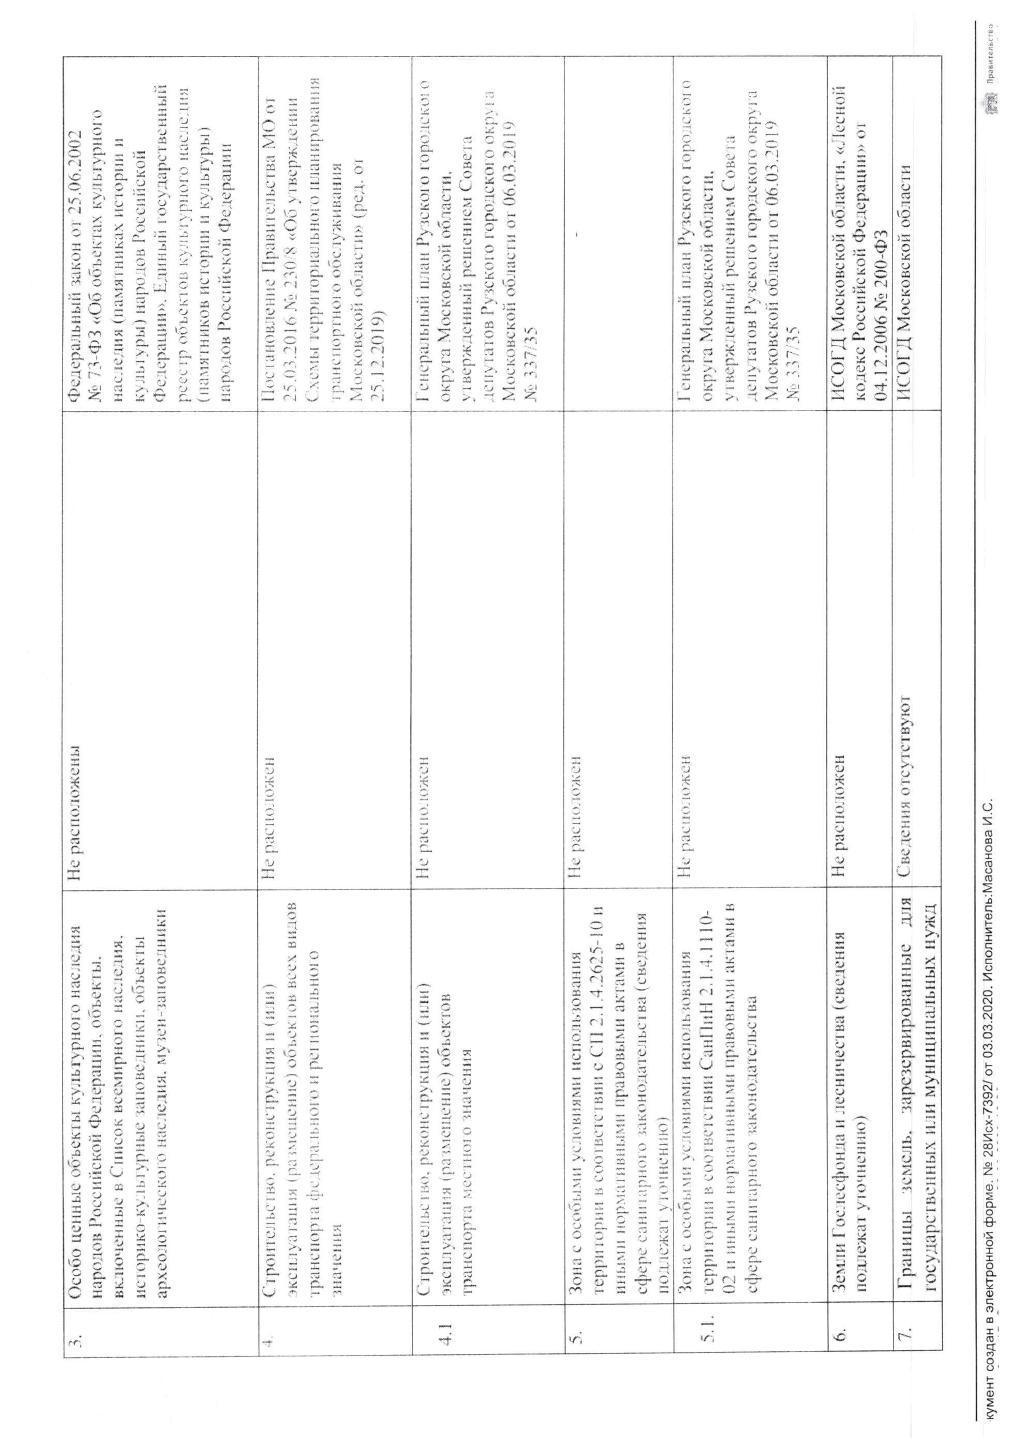 3.
Особо ценные объекты культурного наследия
народов Российской Федерации, объекты,
включенные в Список всемирного наследия,
историко-культурные заповедники, объекты
археологического наследия, музеи-заповедники
Не расположены
Федеральный закон от 25.06.2002
№ 73-ФЗ «Об объектах культурного
наследия (памятниках истории и
культуры) народов Российской
Федерации», Единый государственный
реестр объектов культурного наследия
(памятников истории и культуры)
народов Российской Федерации
4.
Строительство, реконструкция и (или)
эксплуатация (размещение) объектов всех видов
транспорта федерального и регионального
значения
Не расположен
Постановление Правительства МО от
25.03.2016 № 230/8 «Об утверждении
Схемы территориального планирования
транспортного обслуживания
Московской области» (ред. от
25.12.2019)
4.1
Строительство, реконструкция и (или)
эксплуатация (размещение) объектов
транспорта местного значения
Не расположен
Генеральный план Рузского городского
округа Московской области,
утвержденный решением Совета
депутатов Рузского городского округа
Московской области от 06.03.2019
№ 337/35
5.
Зона с особыми условиями использования
территории в соответствии с СП 2.1.4.2625-10 и
иными нормативными правовыми актами в
сфере санитарного законодательства (сведения
подлежат уточнению)
Не расположен
-
5.1.
Зона с особыми условиями использования
территории в соответствии СанПиН 2.1.4.1110-
02 и иными нормативными правовыми актами в
сфере санитарного законодательства
Не расположен
Генеральный план Рузского городского
округа Московской области,
утвержденный решением Совета
депутатов Рузского городского округа
Московской области от 06.03.2019
№ 337/35
6.
Земли Гослесфонда и лесничества (сведения
подлежат уточнению)
Не расположен
ИСОГД Московской области, «Лесной
кодекс Российской Федерации» от
04.12.2006 № 200-ФЗ
7.
Границы земель, зарезервированные для
государственных или муниципальных нужд
Сведения отсутствуют
ИСОГД Московской области
кумент создан в электронной форме. № 28Исх-7392/ от 03.03.2020. Исполнитель:Масанова И.С.
Правительство